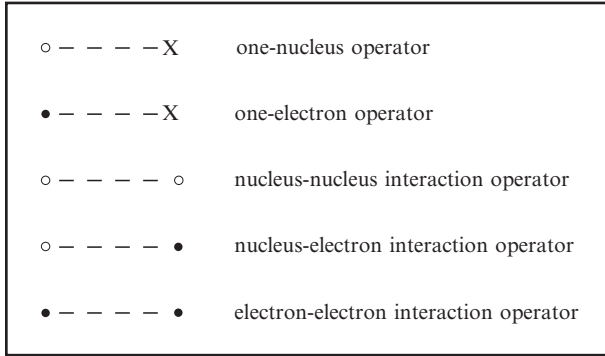 X one-nucleus operator
X one-electron operator
nucleus-nucleus interaction operator
nucleus-electron interaction operator
electron-electron interaction operator